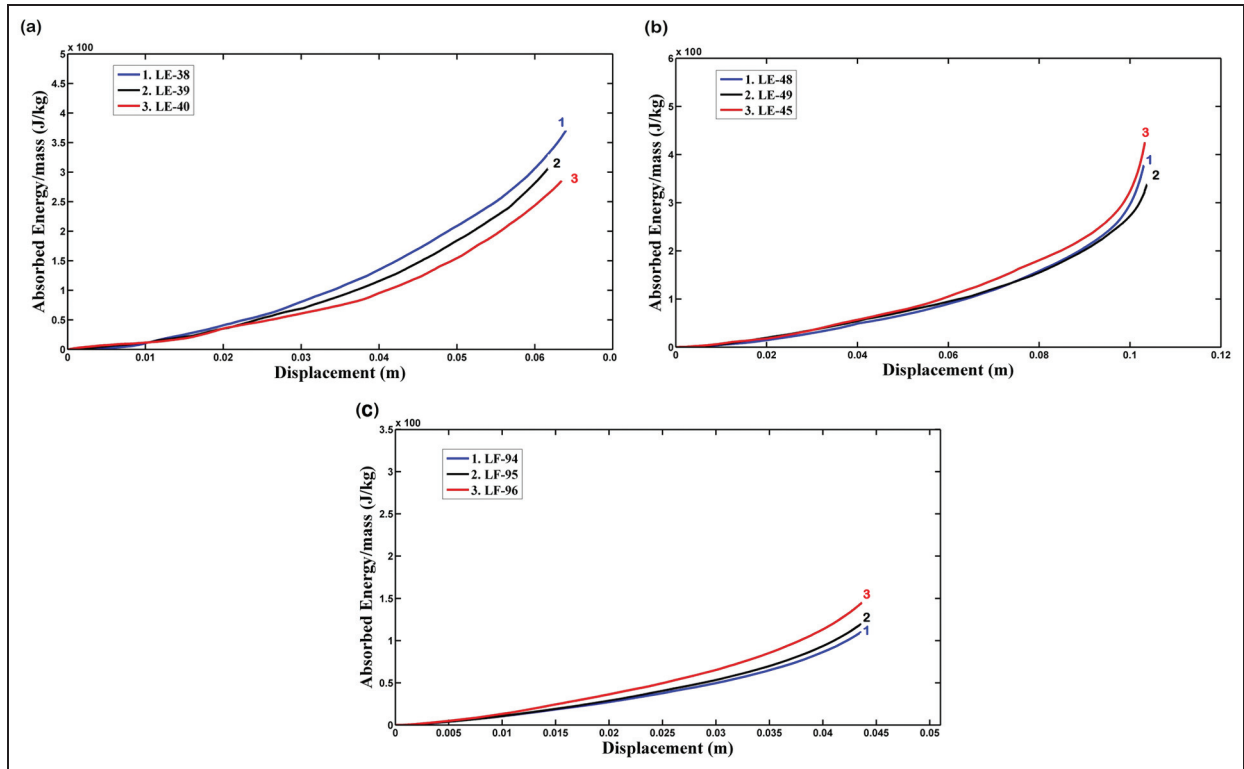 (a)
x 100
5
4.5
4
3.5
3
2.5
2
1.5
1
0.5
0
Absorbed Energy/mass (J/kg)
1. LE-38
2. LE-39
3. LE-40
1
2
3
0 0.01 0.02 0.03 0.04 0.05 0.06 0.0
Displacement (m)
(b)
x 100
6
5
4
3
2
1
0
Absorbed Energy/mass (J/kg)
1. LE-48
2. LE-49
3. LE-45
3
1
2
0 0.02 0.04 0.06 0.08 0.1 0.12
Displacement (m)
(c)
x 100
3.5
3
2.5
2
1.5
1
0.5
0
Absorbed Energy/mass (J/kg)
1. LF-94
2. LF-95
3. LF-96
3
2
1
0 0.005 0.01 0.015 0.02 0.025 0.03 0.035 0.04 0.045 0.05
Displacement (m)